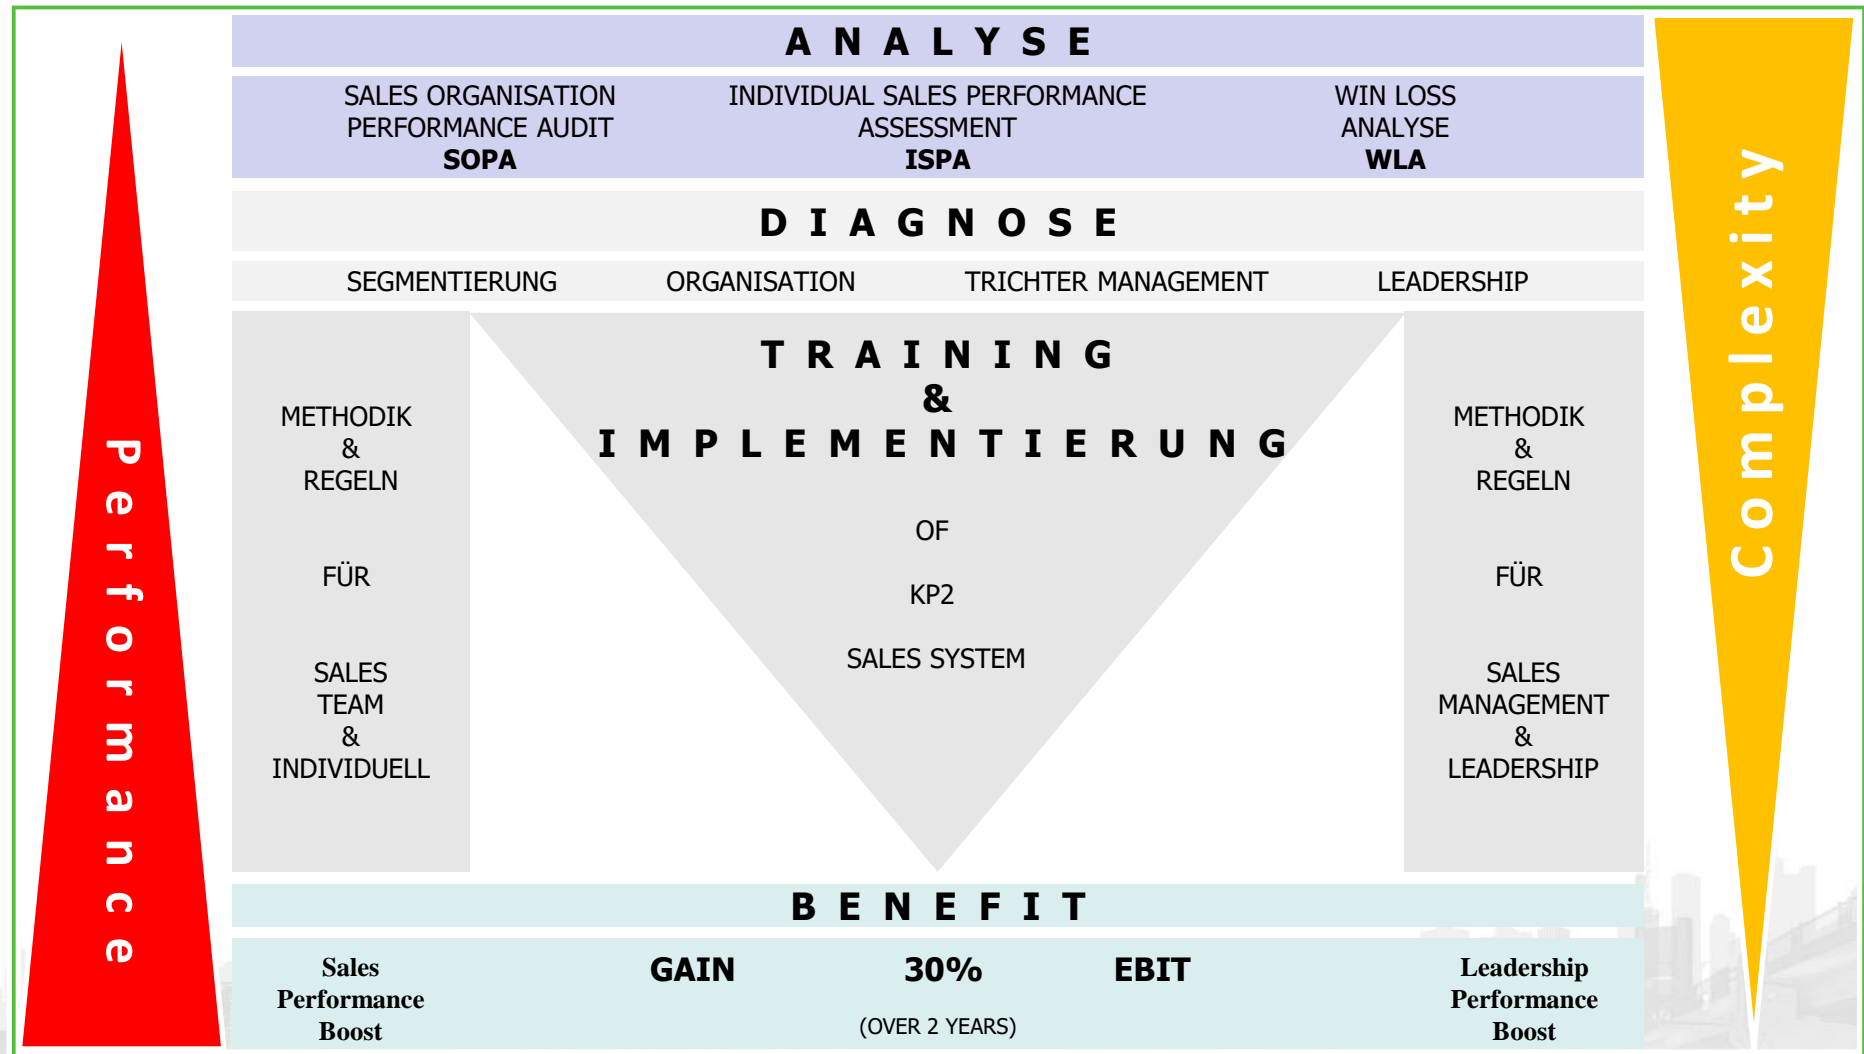 A N A L Y S E
SALES ORGANISATION
PERFORMANCE AUDIT
SOPA
INDIVIDUAL SALES PERFORMANCE
ASSESSMENT
ISPA
WIN LOSS
ANALYSE
WLA
D I A G N O S E
SEGMENTIERUNG
ORGANISATION
TRICHTER MANAGEMENT
LEADERSHIP
Performance
METHODIK
&
REGELN
FÜR
SALES
TEAM
&
INDIVIDUELL
T R A I N I N G
&
I M P L E M E N T I E R U N G
OF
KP2
SALES SYSTEM
METHODIK
&
REGELN
FÜR
SALES
MANAGEMENT
&
LEADERSHIP
Complexity
B E N E F I T
Sales
Performance
Boost
GAIN
30%
EBIT
(OVER 2 YEARS)
Leadership
Performance
Boost